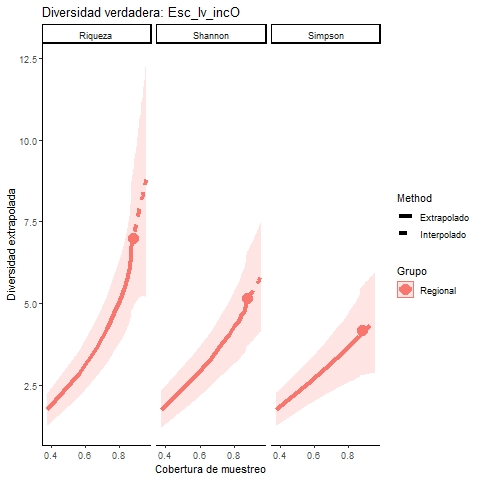 Diversidad verdadera: Esc_lv_incO
Riqueza Shannon Simpson
12.5
10.0
7.5
5.0
2.5
Diversidad extrapolada
0.4 0.6 0.8 0.4 0.6 0.8 0.4 0.6 0.8
Cobertura de muestreo
Method
Extrapolado
Interpolado
Grupo
Regional